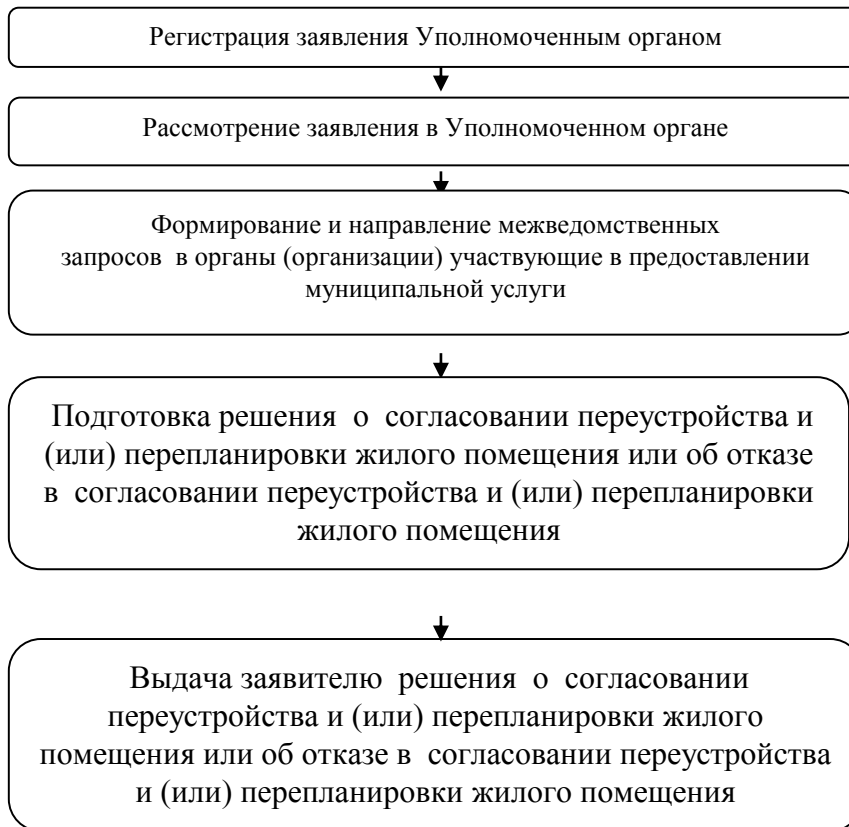 Регистрация заявления Уполномоченным органом
Рассмотрение заявления в Уполномоченном органе
Формирование и направление межведомственных
запросов в органы (организации) участвующие в предоставлении
муниципальной услуги
Подготовка решения о согласовании переустройства и
(или) перепланировки жилого помещения или об отказе
в согласовании переустройства и (или) перепланировки
жилого помещения
Выдача заявителю решения о согласовании
переустройства и (или) перепланировки жилого
помещения или об отказе в согласовании переустройства
и (или) перепланировки жилого помещения